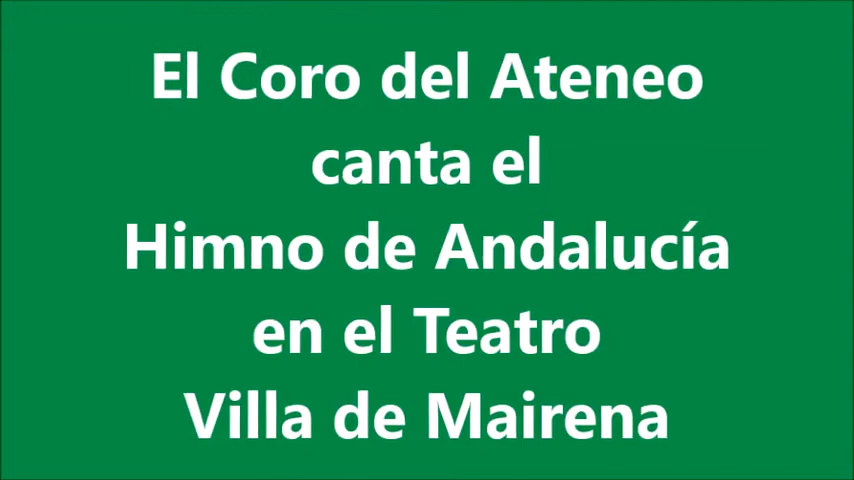 El Coro del Ateneo
canta el
Himno de Andalucía
en el Teatro
Villa de Mairena